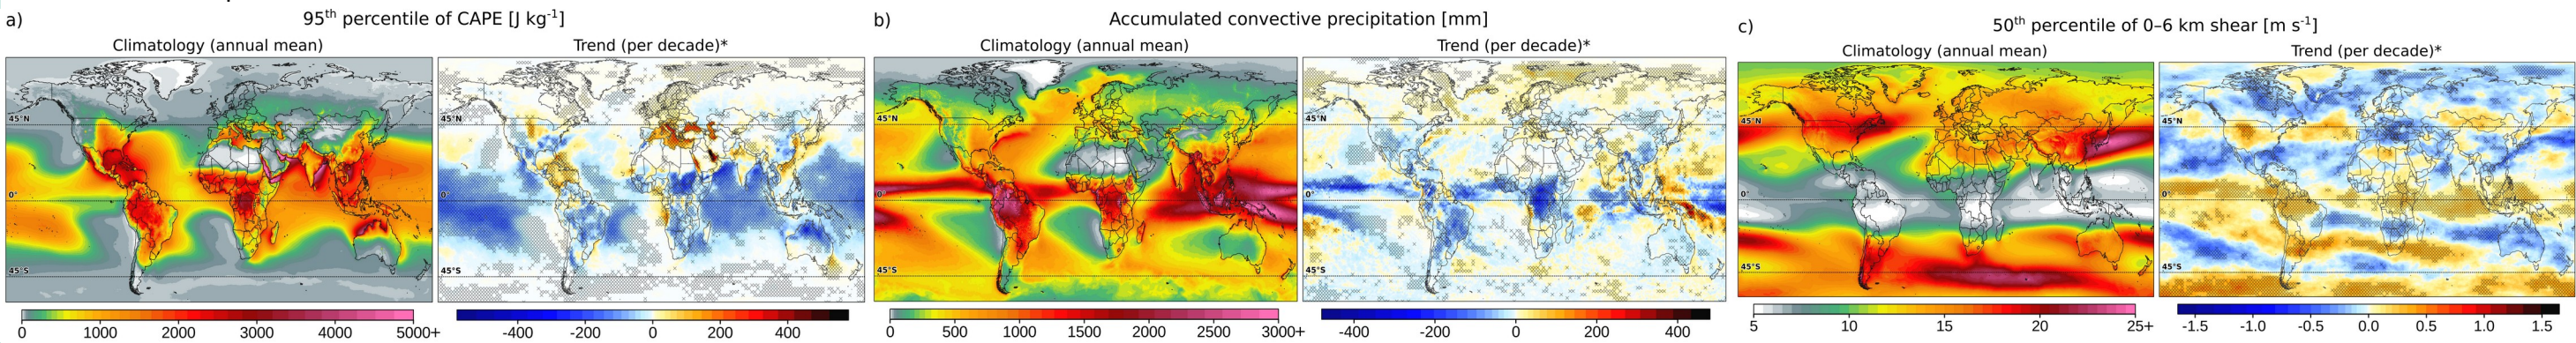 a)
95th percentile of CAPE [J kg-1]
Climatology (annual mean)
Trend (per decade)*
45°N
0°
45°S
45°N
0°
45°S
0 1000 2000 3000 4000 5000+
-400 -200 0 200 400
b)
Accumulated convective precipitation [mm]
Climatology (annual mean)
Trend (per decade)*
45°N
0°
45°S
45°N
0°
45°S
0 500 1000 1500 2000 2500 3000+
-400 -200 0 200 400
c)
50th percentile of 0–6 km shear [m s-1]
Climatology (annual mean)
Trend (per decade)*
45°N
0°
45°S
45°N
0°
45°S
5 10 15 20 25+
-1.5 -1.0 -0.5 0.0 0.5 1.0 1.5